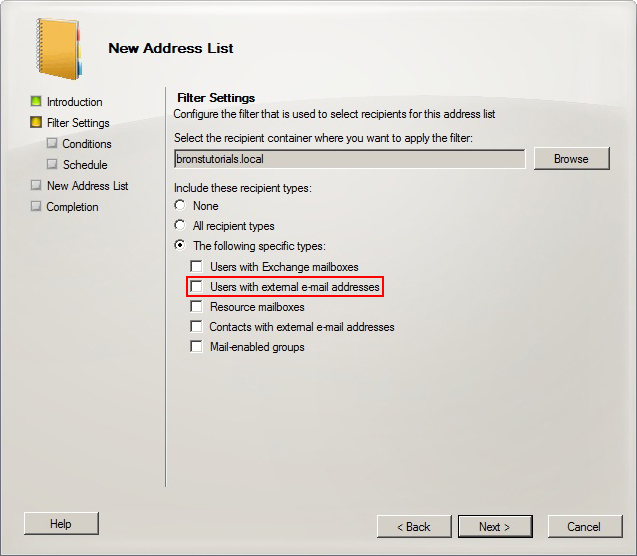 New Address List
Introduction
Filter Settings
Conditions
Schedule
New Address List
Completion
Filter Settings
Configure the filter that is used to select recipients for this address list
Select the recipient container where you want to apply the filter:
bronstutorials.local
Browse
Include these recipient types:
None
All recipient types
The following specific types:
Users with Exchange mailboxes
Users with external e-mail addresses
Resource mailboxes
Contacts with external e-mail addresses
Mail-enabled groups
Help
< Back
Next >
Cancel